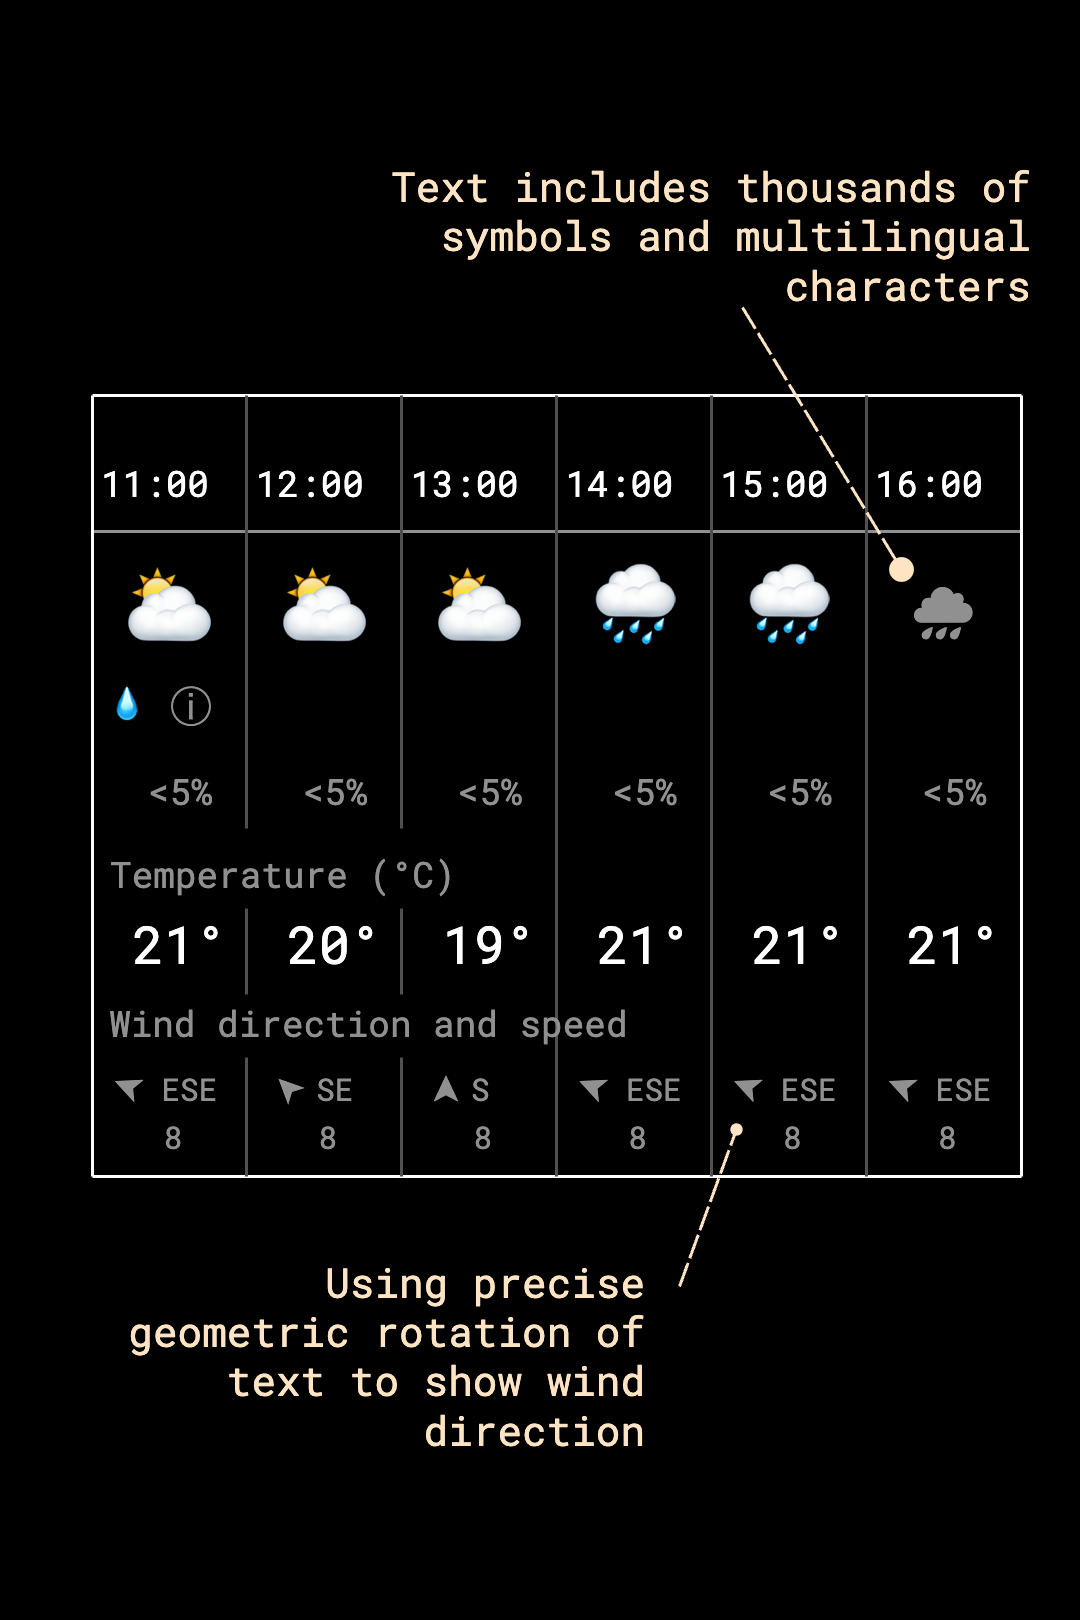 Text includes thousands of
symbols and multilingual
characters
11:00 12:00 13:00 14:00 15:00 16:00
<5% <5% <5% <5% <5% <5%
Temperature (°C)
21° 20° 19° 21° 21° 21°
Wind direction and speed
ESE SE S ESE ESE ESE
8 8 8 8 8 8
Using precise
geometric rotation of
text to show wind
direction